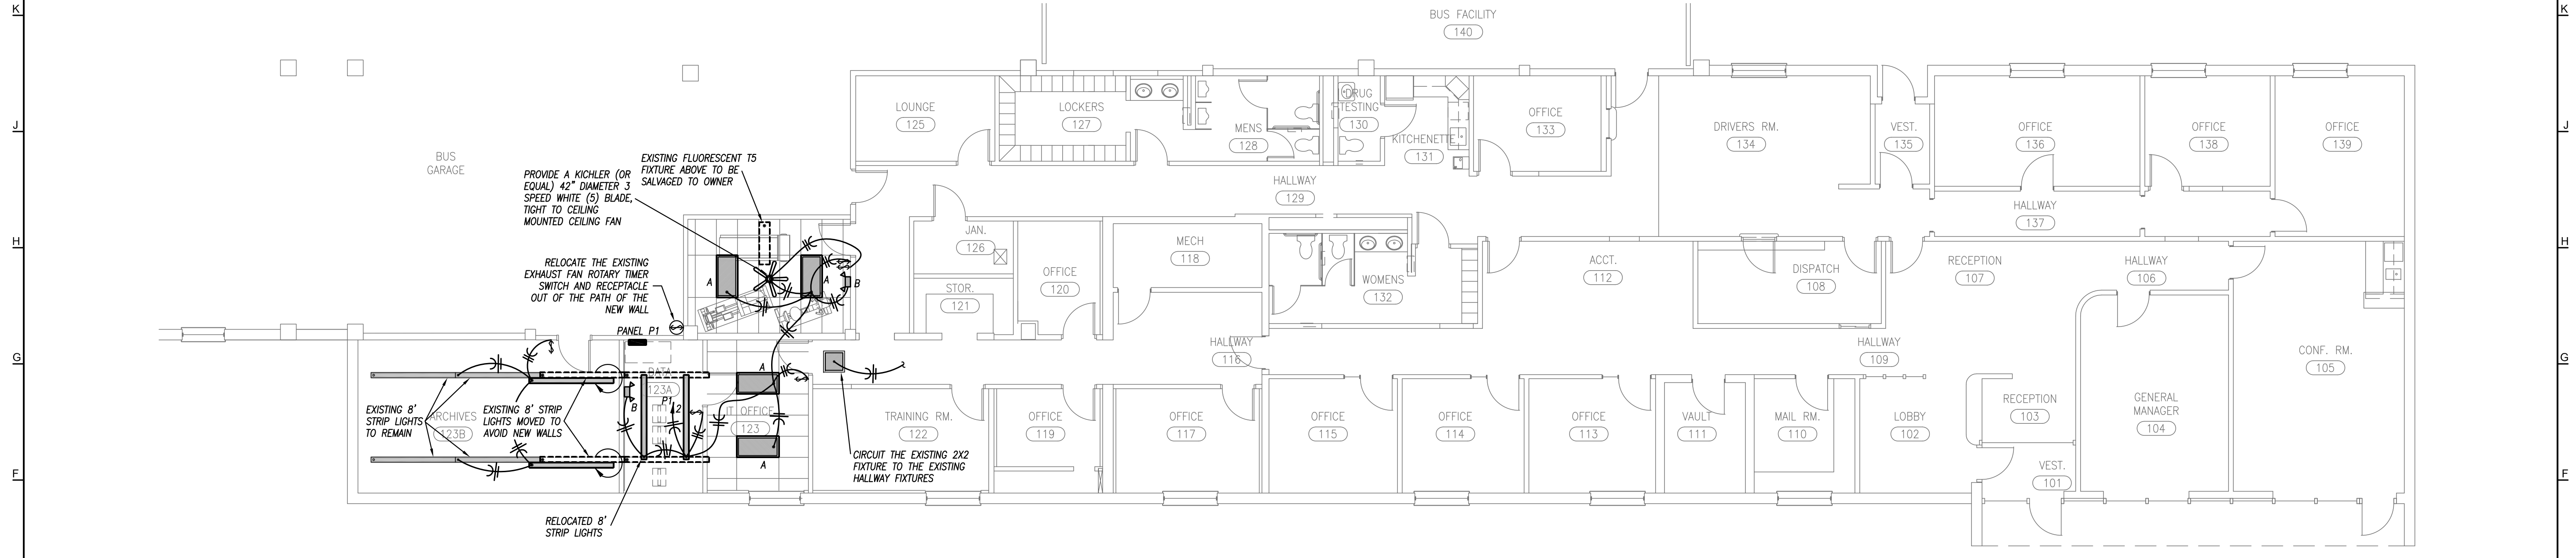 K
K
BUS FACILITY
140
LOUNGE
125
LOCKERS
127
MENS
128
DRUG
TESTING
130
KITCHENETTE
131
OFFICE
133
DRIVERS RM.
134
VEST.
135
OFFICE
136
OFFICE
138
OFFICE
139
J
J
BUS
GARAGE
EXISTING FLUORESCENT T5
FIXTURE ABOVE TO BE
SALVAGED TO OWNER
PROVIDE A KICHLER (OR
EQUAL) 42" DIAMETER 3
SPEED WHITE (5) BLADE,
TIGHT TO CEILING
MOUNTED CEILING FAN
HALLWAY
129
HALLWAY
137
H
H
JAN.
126
MECH
118
OFFICE
120
STOR.
121
WOMENS
132
ACCT.
112
DISPATCH
108
RECEPTION
107
HALLWAY
106
RELOCATE THE EXISTING
EXHAUST FAN ROTARY TIMER
SWITCH AND RECEPTACLE
OUT OF THE PATH OF THE
NEW WALL
A
A
B
PANEL P1
G
G
HALLWAY
116
HALLWAY
109
CONF. RM.
105
DATA
123A
A
B
P1
2
EXISTING 8'
STRIP LIGHTS
TO REMAIN
ARCHIVES
123B
EXISTING 8' STRIP
LIGHTS MOVED TO
AVOID NEW WALLS
IT OFFICE
123
A
TRAINING RM.
122
OFFICE
119
OFFICE
117
OFFICE
115
OFFICE
114
OFFICE
113
VAULT
111
MAIL RM.
110
LOBBY
102
RECEPTION
103
GENERAL
MANAGER
104
CIRCUIT THE EXISTING 2X2
FIXTURE TO THE EXISTING
HALLWAY FIXTURES
VEST.
101
F
F
RELOCATED 8'
STRIP LIGHTS